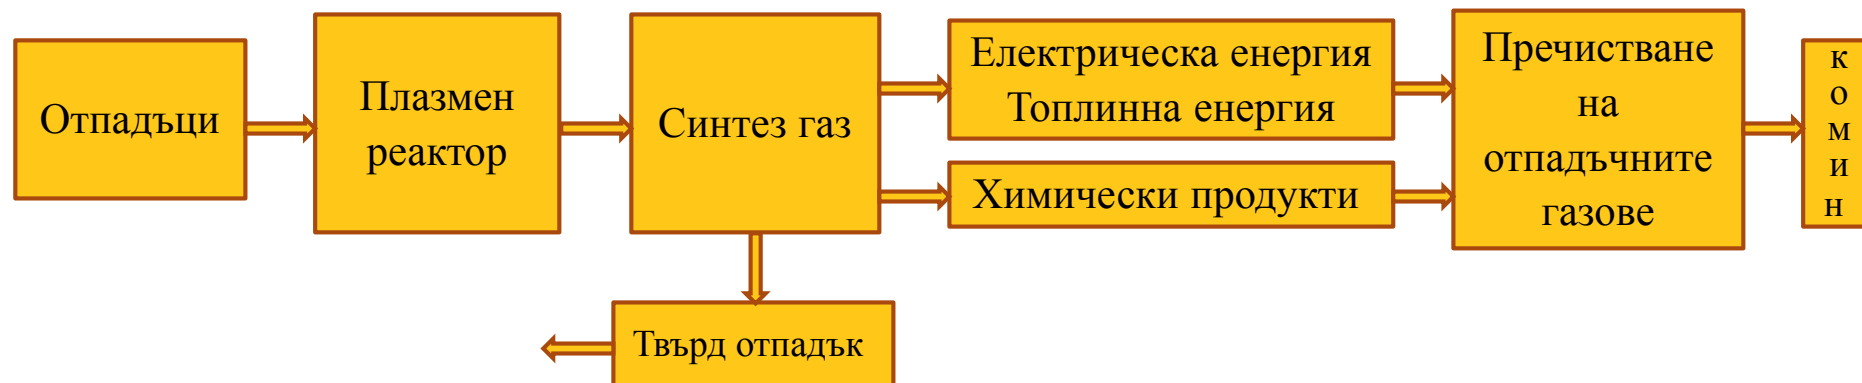 Отпадъци
Плазмен
реактор
Синтез газ
Електрическа енергия
Топлинна енергия
Химически продукти
Пречистване
на
отпадъчните
газове
к
о
м
и
н
Твърд отпадък